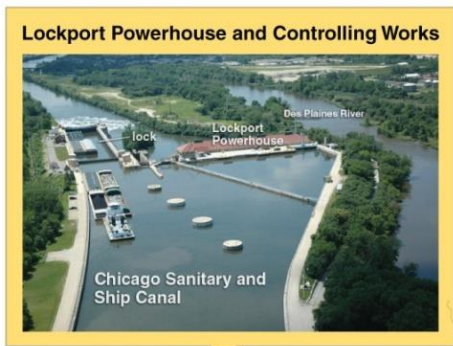 Lockport Powerhouse and Controlling Works
Des Plaines River
lock
Lockport
Powerhouse
Chicago Sanitary and
Ship Canal